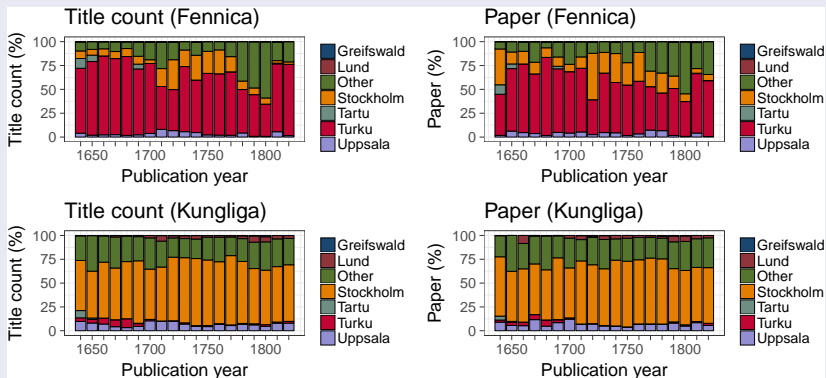 Title count (Fennica)
Title count (%)
100
75
50
25
0
1650
1700
1750
1800
Publication year
Greifswald
Lund
Other
Stockholm
Tartu
Turku
Uppsala
Paper (Fennica)
Paper (%)
100
75
50
25
0
1650
1700
1750
1800
Publication year
Greifswald
Lund
Other
Stockholm
Tartu
Turku
Uppsala
Title count (Kungliga)
Title count (%)
100
75
50
25
0
1650
1700
1750
1800
Publication year
Greifswald
Lund
Other
Stockholm
Tartu
Turku
Uppsala
Paper (Kungliga)
Paper (%)
100
75
50
25
0
1650
1700
1750
1800
Publication year
Greifswald
Lund
Other
Stockholm
Tartu
Turku
Uppsala